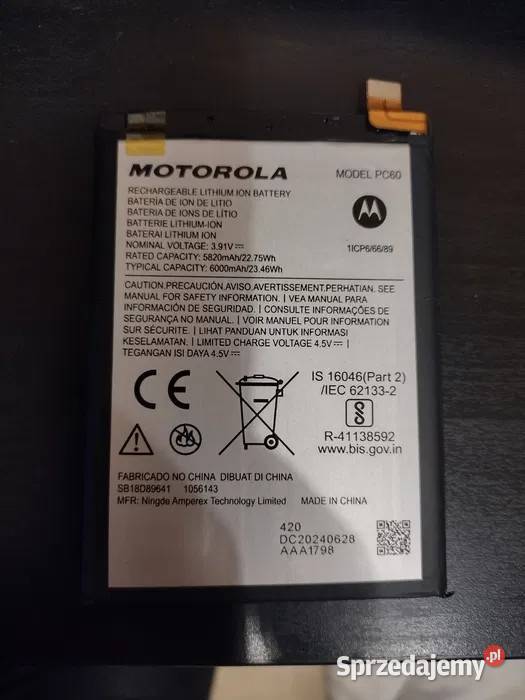 MOTOROLA
MODEL PC60
RECHARGEABLE LITHIUM ION BATTERY
BATERÍA DE ION DE LITIO
BATERIA DE IONS DE LÍTIO
BATTERIE LITHIUM-ION
BATERAI LITHIUM ION
NOMINAL VOLTAGE: 3.91V
RATED CAPACITY: 5820mAh/22.75Wh
TYPICAL CAPACITY: 6000mAh/23.46Wh
1ICP6/66/89
CAUTION.PRECAUCIÓN.AVISO.AVERTISSEMENT.PERHATIAN. SEE
MANUAL FOR SAFETY INFORMATION. | VEA MANUAL PARA
INFORMACIÓN DE SEGURIDAD. | CONSULTE INFORMAÇÕES DE
SEGURANÇA NO MANUAL. | VOIR MANUEL POUR INFORMATION
SUR SÉCURITE. | LIHAT PANDUAN UNTUK INFORMASI
KESELAMATAN. | LIMITED CHARGE VOLTAGE 4.5V |
TEGANGAN ISI DAYA 4.5V
CE
IS 16046(Part 2)
/IEC 62133-2
R-41138592
www.bis.gov.in
FABRICADO NO CHINA DIBUAT DI CHINA
SB18D89641 1056143
MFR: Ningde Amperex Technology Limited MADE IN CHINA
420
DC20240628
AAA1798
Sprzedajemy.pl